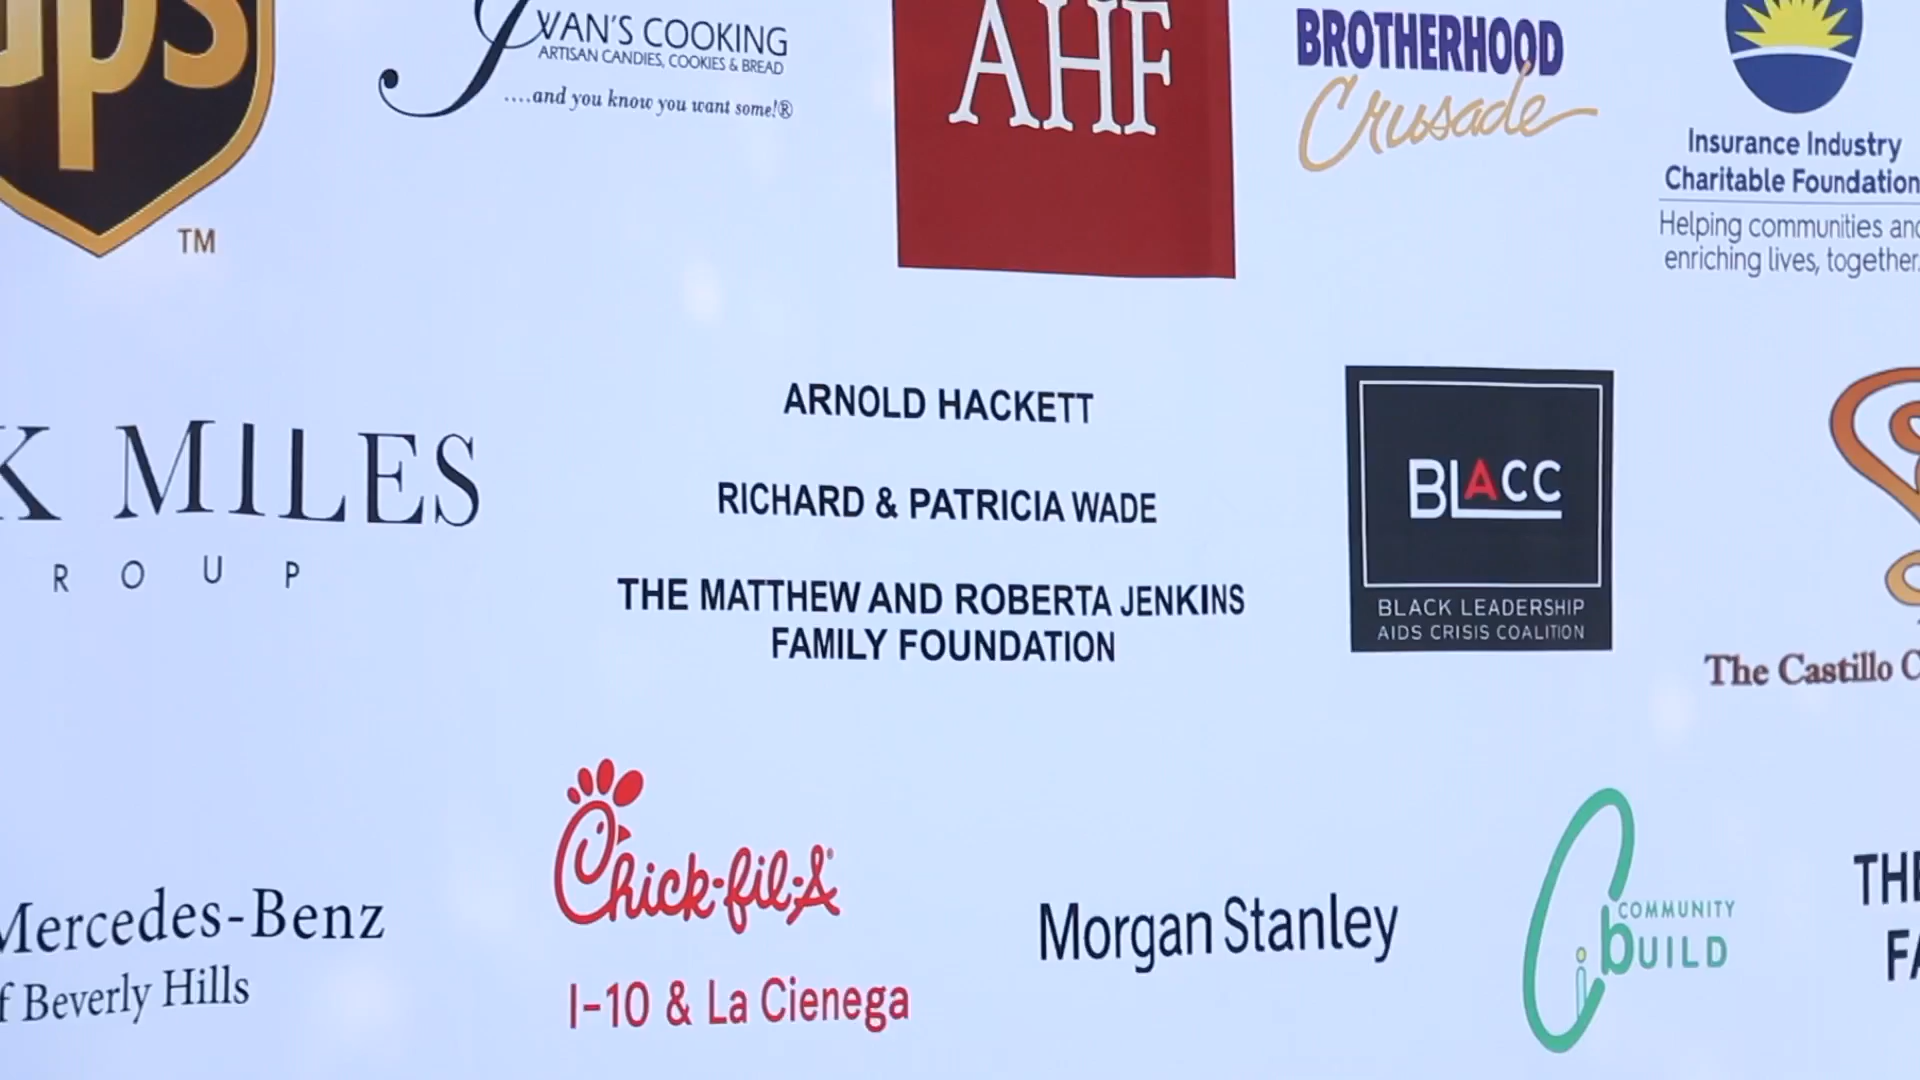 ups
TM
VAN'S COOKING
ARTISAN CANDIES, COOKIES & BREAD
....and you know you want some!®
AHF
BROTHERHOOD
Crusade
Insurance Industry
Charitable Foundation
Helping communities and
enriching lives, together.
K MILES
ROUP
ARNOLD HACKETT
RICHARD & PATRICIA WADE
THE MATTHEW AND ROBERTA JENKINS
FAMILY FOUNDATION
BLACC
BLACK LEADERSHIP
AIDS CRISIS COALITION
The Castillo C
Mercedes-Benz
f Beverly Hills
Chick-fil-A®
I-10 & La Cienega
Morgan Stanley
COMMUNITY
bUILD
THE
FA